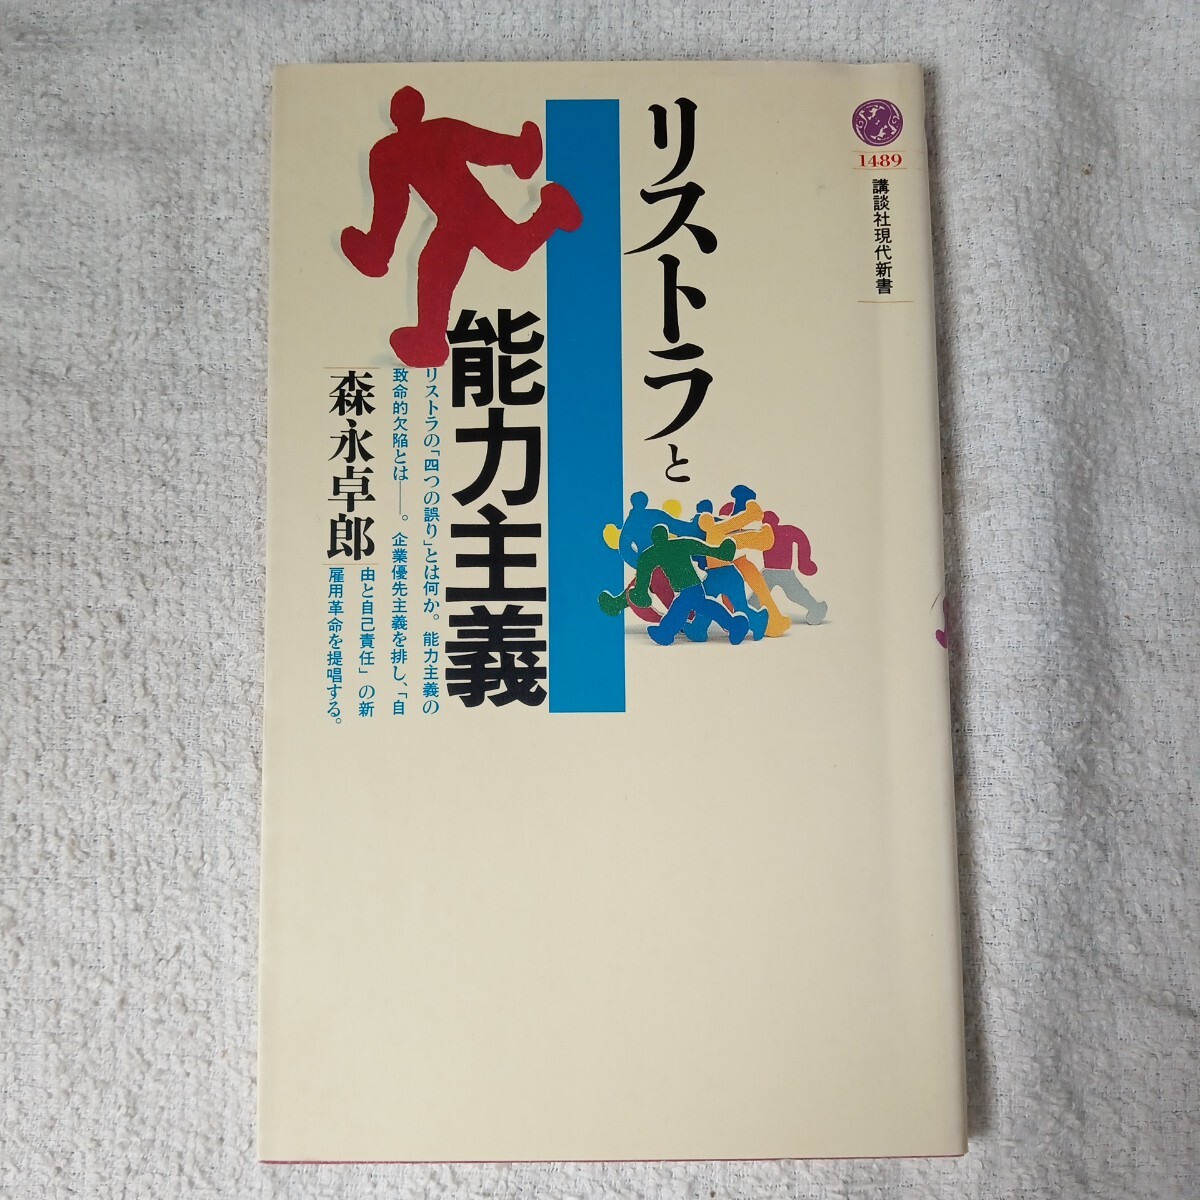 リストラと
能力主義
リストラの「四つの誤り」とは何か。能力主義の
致命的欠陥とは——。企業優先主義を排し、「自
由と自己責任」の新
雇用革命を提唱する。
森永卓郎
1489
講談社現代新書